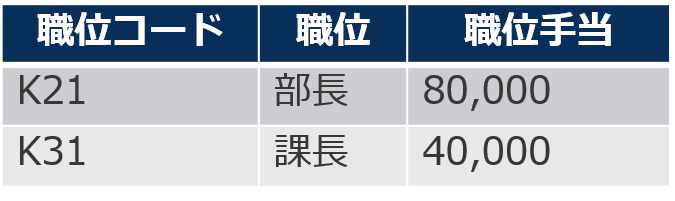 職位コード 職位 職位手当
K21 部長 80,000
K31 課長 40,000